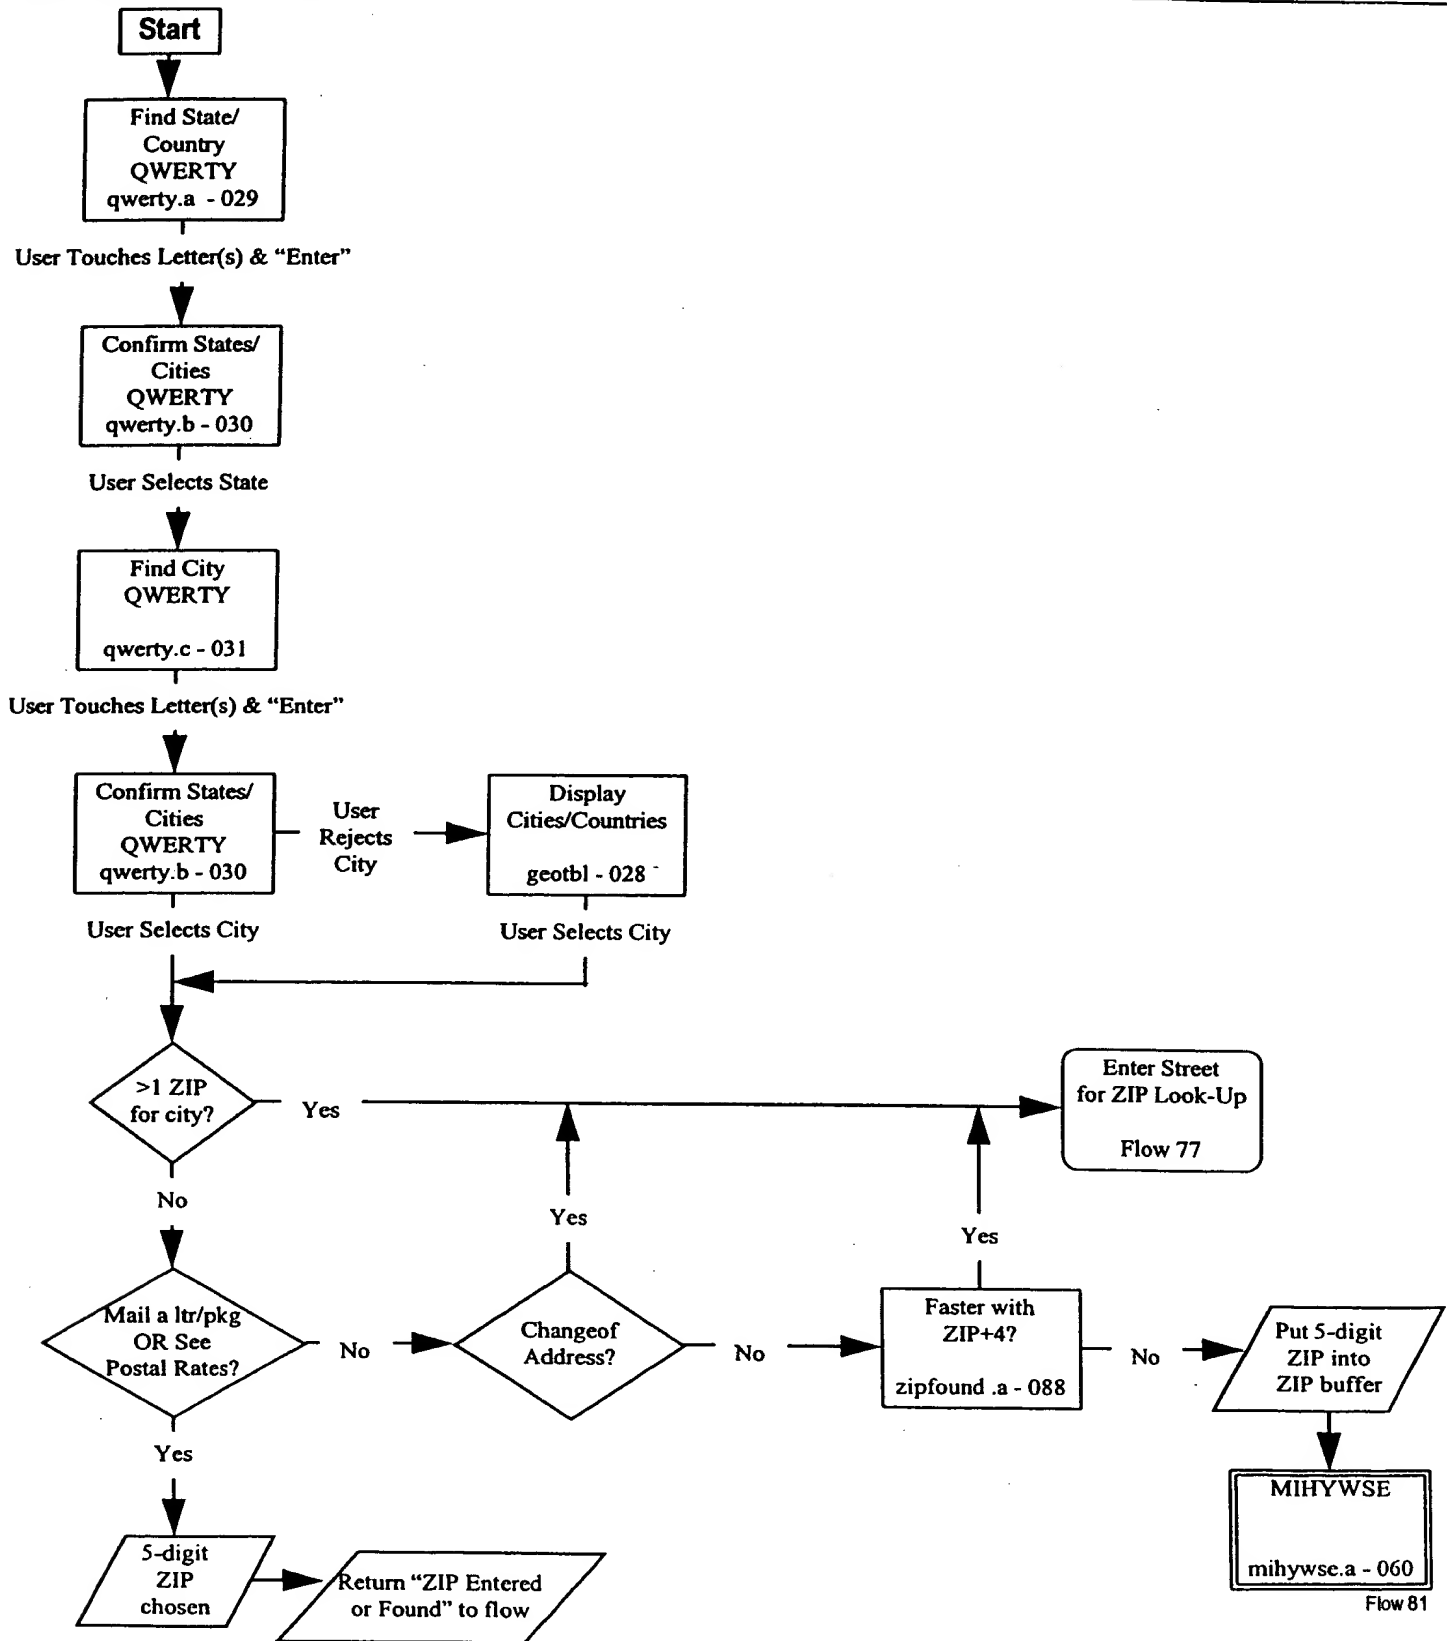 Start
Find State/
Country
QWERTY
qwerty.a - 029
User Touches Letter(s) & “Enter”
Confirm States/
Cities
QWERTY
qwerty.b - 030
User Selects State
Find City
QWERTY
qwerty.c - 031
User Touches Letter(s) & “Enter”
Confirm States/
Cities
QWERTY
qwerty.b - 030
User
Rejects
City
Display
Cities/Countries
geotbl - 028
User Selects City
User Selects City
>1 ZIP
for city?
Yes
Enter Street
for ZIP Look-Up
Flow 77
No
Yes
Yes
Mail a ltr/pkg
OR See
Postal Rates?
No
Changeof
Address?
No
Faster with
ZIP+4?
zipfound .a - 088
No
Put 5-digit
ZIP into
ZIP buffer
Yes
MIHYWSE
mihywse.a - 060
5-digit
ZIP
chosen
Return “ZIP Entered
or Found” to flow
Flow 81